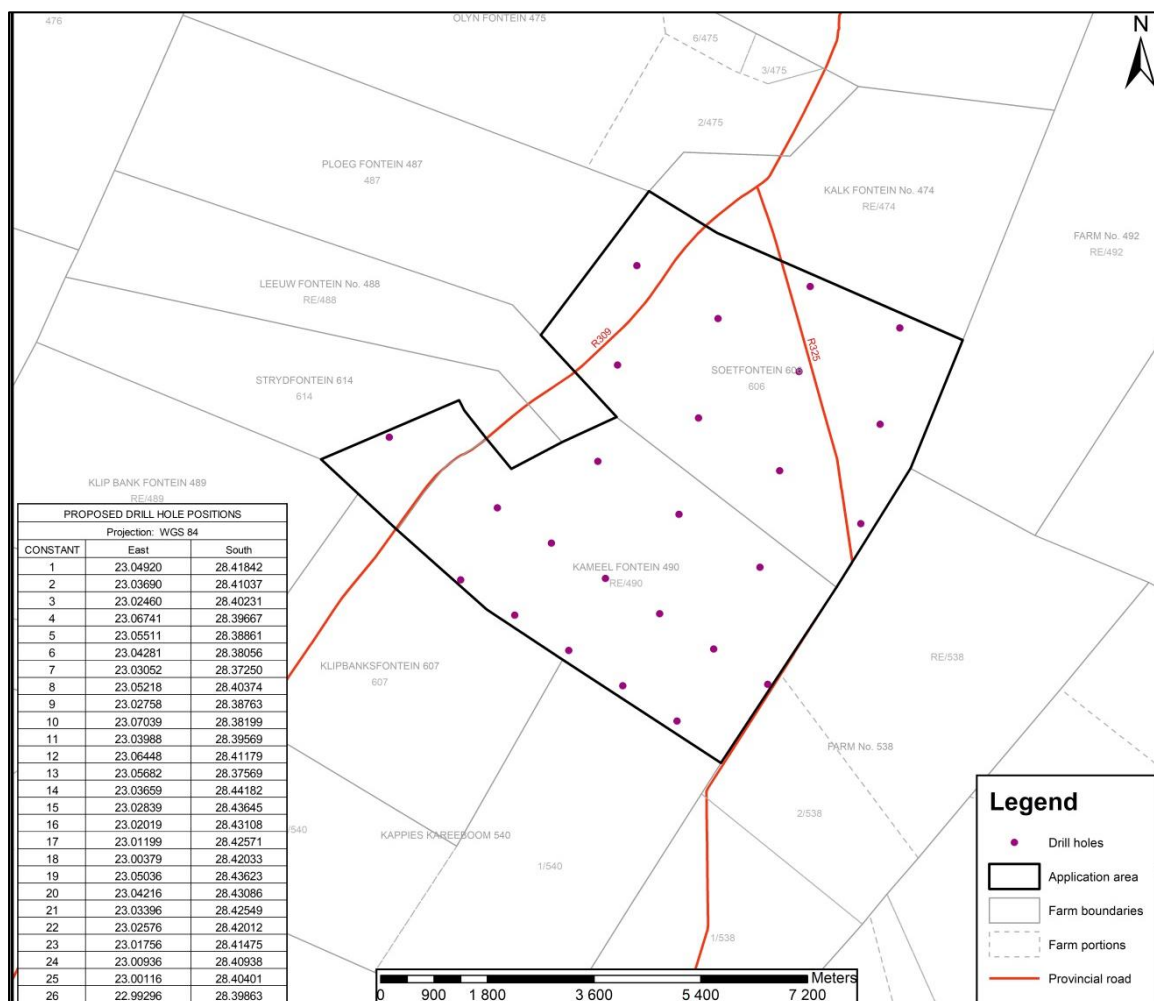 476
OLYN FONTEIN 475
N
6/475
3/475
2/475
PLOEG FONTEIN 487
487
KALK FONTEIN No. 474
RE/474
FARM No. 492
RE/492
LEEUW FONTEIN No. 488
RE/488
R309
R325
SOETFONTEIN 606
606
STRYDFONTEIN 614
614
KLIP BANK FONTEIN 489
RE/489
KAMEEL FONTEIN 490
RE/490
KLIPBANKSFONTEIN 607
607
RE/538
FARM No. 538
2/538
/540
KAPPIES KAREEBOOM 540
1/540
1/538
PROPOSED DRILL HOLE POSITIONS
Projection: WGS 84
CONSTANT East South
1 23.04920 28.41842
2 23.03690 28.41037
3 23.02460 28.40231
4 23.06741 28.39667
5 23.05511 28.38861
6 23.04281 28.38056
7 23.03052 28.37250
8 23.05218 28.40374
9 23.02758 28.38763
10 23.07039 28.38199
11 23.03988 28.39569
12 23.06448 28.41179
13 23.05682 28.37569
14 23.03659 28.44182
15 23.02839 28.43645
16 23.02019 28.43108
17 23.01199 28.42571
18 23.00379 28.42033
19 23.05036 28.43623
20 23.04216 28.43086
21 23.03396 28.42549
22 23.02576 28.42012
23 23.01756 28.41475
24 23.00936 28.40938
25 23.00116 28.40401
26 22.99296 28.39863
Legend
Drill holes
Application area
Farm boundaries
Farm portions
Provincial road
Meters
0 900 1 800 3 600 5 400 7 200